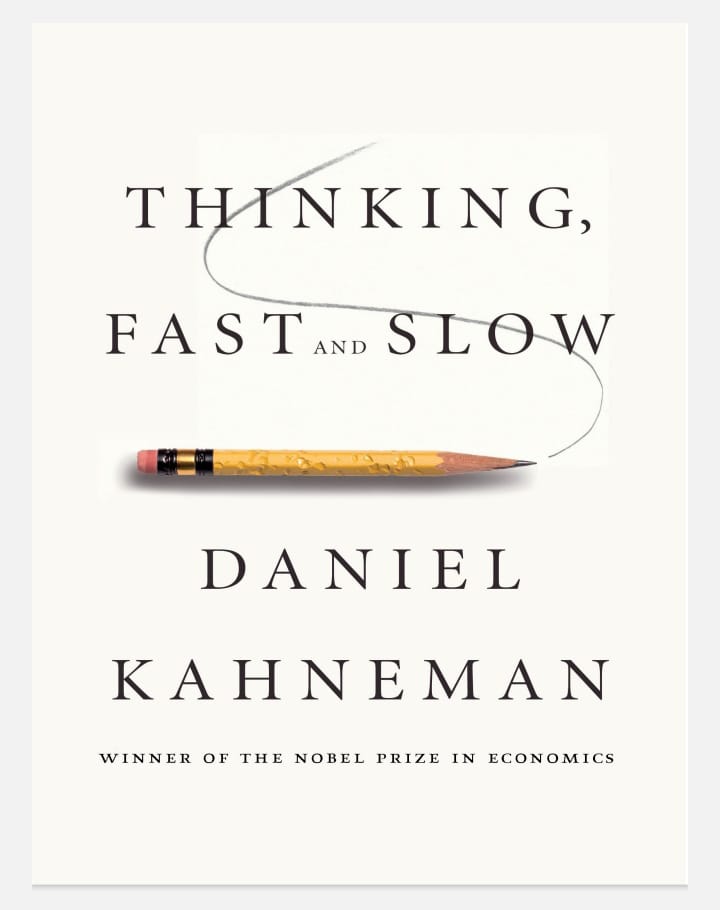 THINKING,
FAST AND SLOW
DANIEL
KAHNEMAN
WINNER OF THE NOBEL PRIZE IN ECONOMICS